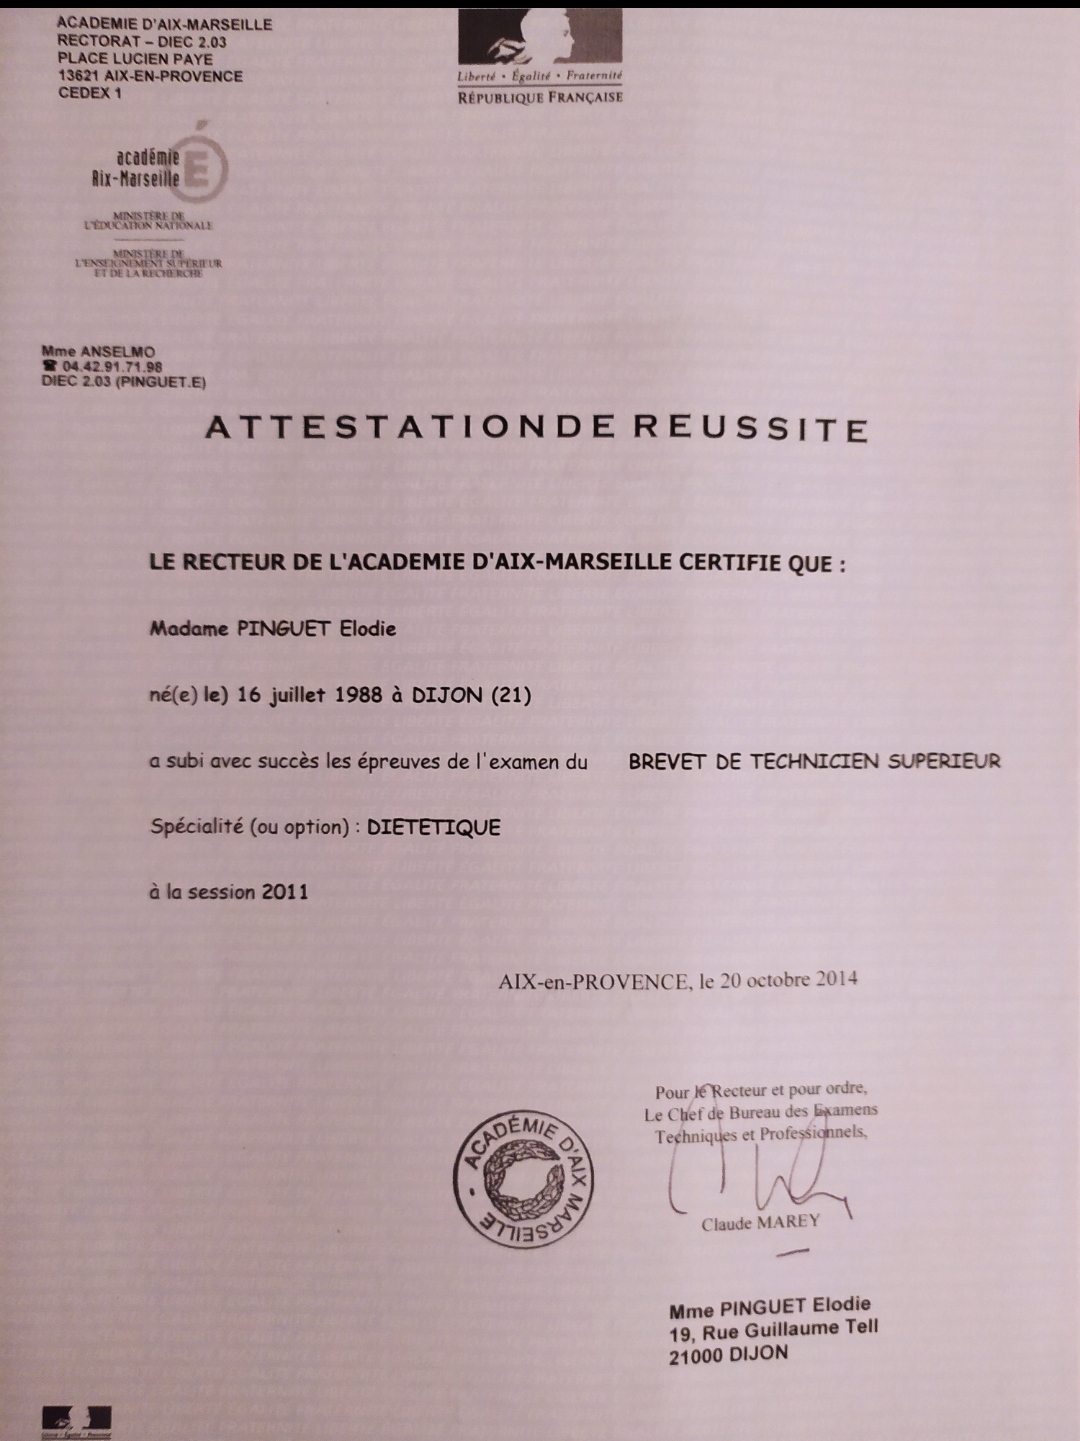 ACADEMIE D'AIX-MARSEILLE
RECTORAT – DIEC 2.03
PLACE LUCIEN PAYE
13621 AIX-EN-PROVENCE
CEDEX 1
Liberté • Égalité • Fraternité
RÉPUBLIQUE FRANÇAISE
académie
Aix-Marseille
MINISTÈRE DE
L'ÉDUCATION NATIONALE
MINISTÈRE DE
L'ENSEIGNEMENT SUPÉRIEUR
ET DE LA RECHERCHE
Mme ANSELMO
☎ 04.42.91.71.98
DIEC 2.03 (PINGUET.E)
ATTESTATIONDE REUSSITE
LE RECTEUR DE L'ACADEMIE D'AIX-MARSEILLE CERTIFIE QUE :
Madame PINGUET Elodie
né(e) le) 16 juillet 1988 à DIJON (21)
a subi avec succès les épreuves de l'examen du BREVET DE TECHNICIEN SUPERIEUR
Spécialité (ou option) : DIETETIQUE
à la session 2011
AIX-en-PROVENCE, le 20 octobre 2014
Pour le Recteur et pour ordre,
Le Chef de Bureau des Examens
Techniques et Professionnels,
ACADÉMIE D'AIX MARSEILLE
Claude MAREY
Mme PINGUET Elodie
19, Rue Guillaume Tell
21000 DIJON